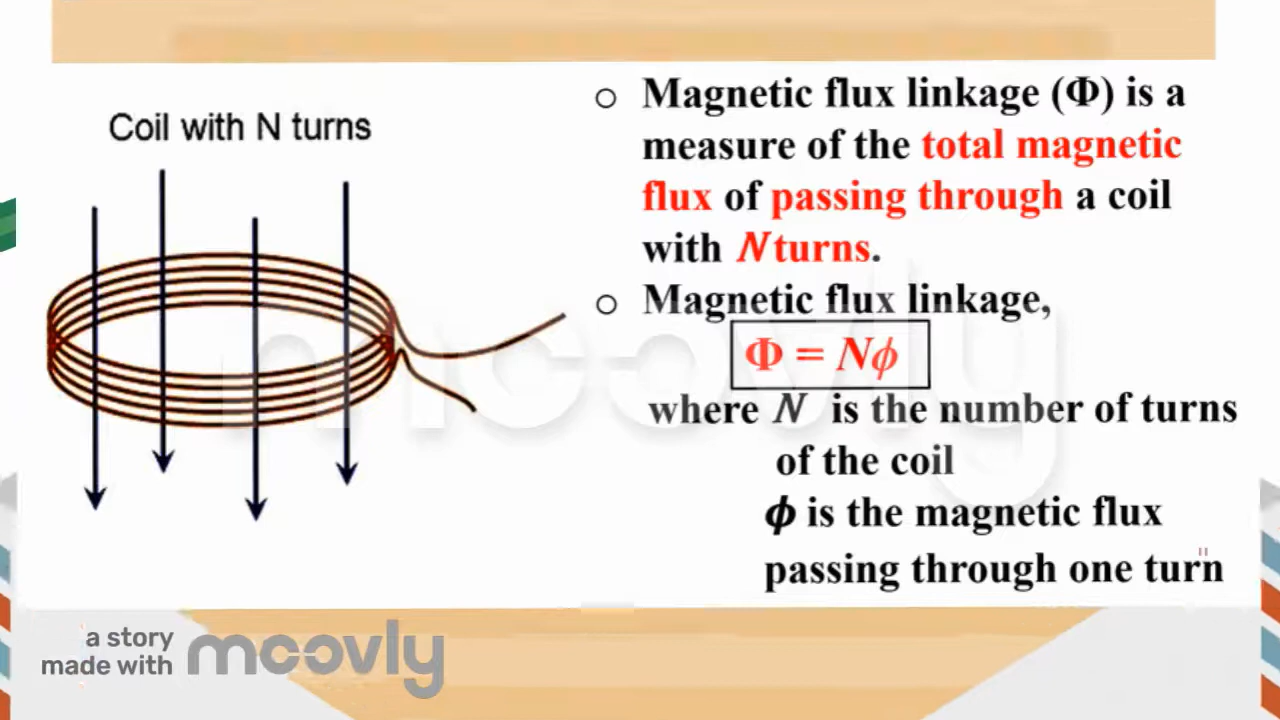 Coil with N turns
○ Magnetic flux linkage (Φ) is a
measure of the total magnetic
flux of passing through a coil
with N turns.
○ Magnetic flux linkage,
Φ = Nϕ
where N is the number of turns
of the coil
ϕ is the magnetic flux
passing through one turn
moovly
a story
made with moovly